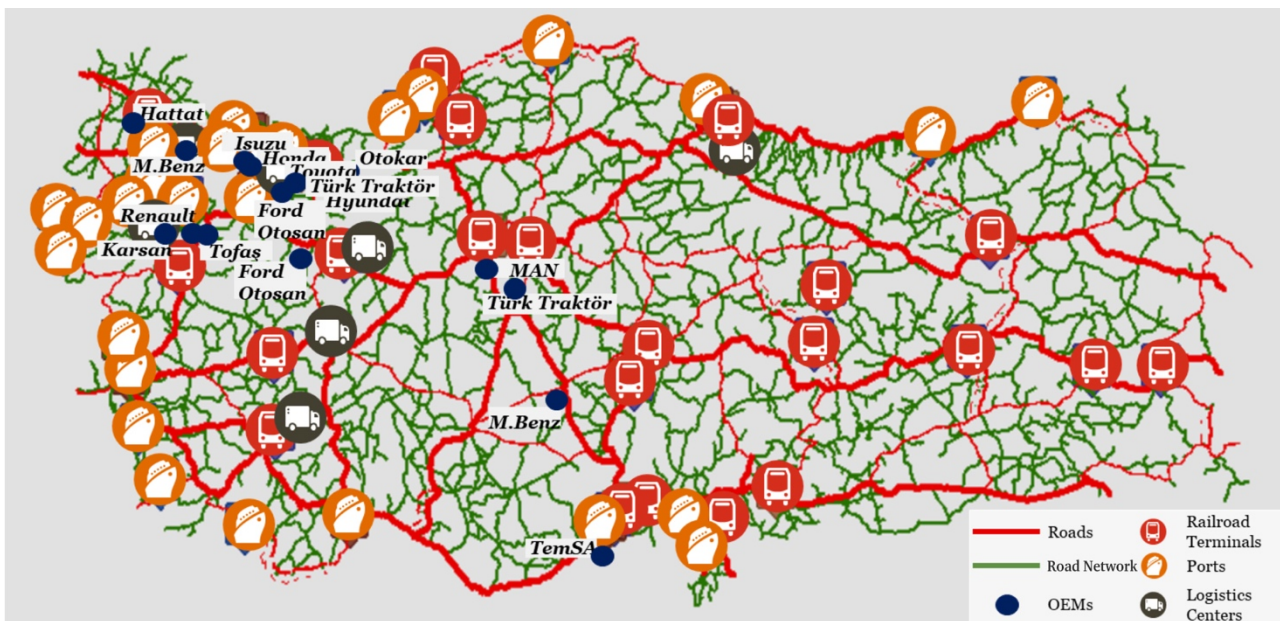 Hattat
Isuzu
Honda
Otokar
M.Benz
Toyota
Türk Traktör
Hyundai
Renault
Ford
Otosan
Karsan
Tofaş
Ford
Otosan
MAN
Türk Traktör
M.Benz
TemSA
Roads
Railroad
Terminals
Road Network
Ports
OEMs
Logistics
Centers